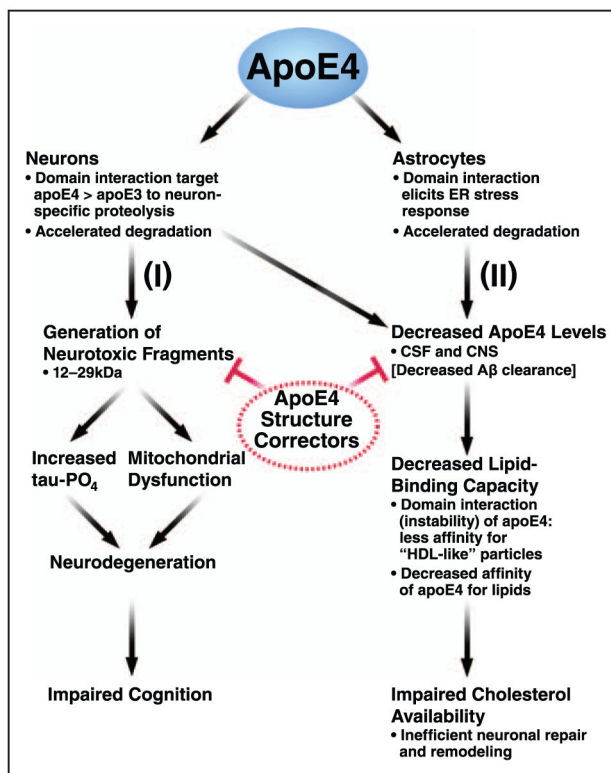 ApoE4
Neurons
• Domain interaction target
apoE4 > apoE3 to neuron-
specific proteolysis
• Accelerated degradation
Astrocytes
• Domain interaction
elicits ER stress
response
• Accelerated degradation
(I)
(II)
Generation of
Neurotoxic Fragments
• 12–29kDa
Decreased ApoE4 Levels
• CSF and CNS
[Decreased Aβ clearance]
ApoE4
Structure
Correctors
Increased
tau-PO₄
Mitochondrial
Dysfunction
Decreased Lipid-
Binding Capacity
• Domain interaction
(instability) of apoE4:
less affinity for
“HDL-like” particles
• Decreased affinity
of apoE4 for lipids
Neurodegeneration
Impaired Cognition
Impaired Cholesterol
Availability
• Inefficient neuronal repair
and remodeling